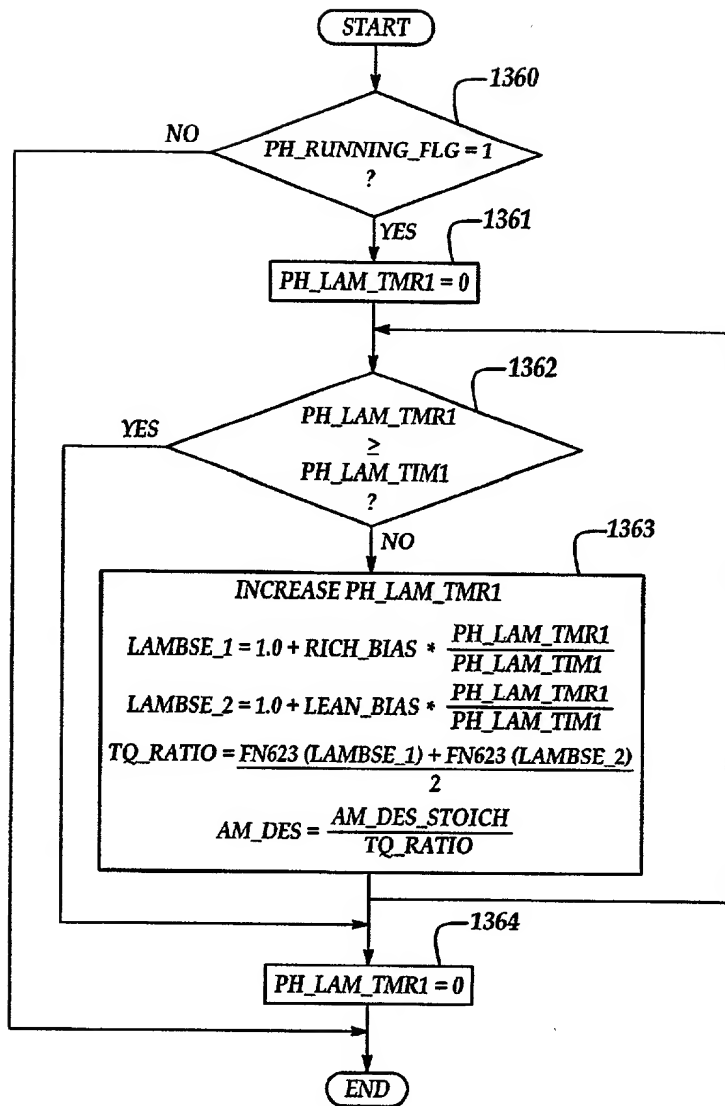 START
1360
NO
PH_RUNNING_FLG = 1
?
YES
1361
PH_LAM_TMR1 = 0
1362
YES
PH_LAM_TMR1
≥
PH_LAM_TIM1
?
NO
1363
INCREASE PH_LAM_TMR1
LAMBSE_1 = 1.0 + RICH_BIAS * PH_LAM_TMR1 / PH_LAM_TIM1
LAMBSE_2 = 1.0 + LEAN_BIAS * PH_LAM_TMR1 / PH_LAM_TIM1
TQ_RATIO = FN623 (LAMBSE_1) + FN623 (LAMBSE_2) / 2
AM_DES = AM_DES_STOICH / TQ_RATIO
1364
PH_LAM_TMR1 = 0
END